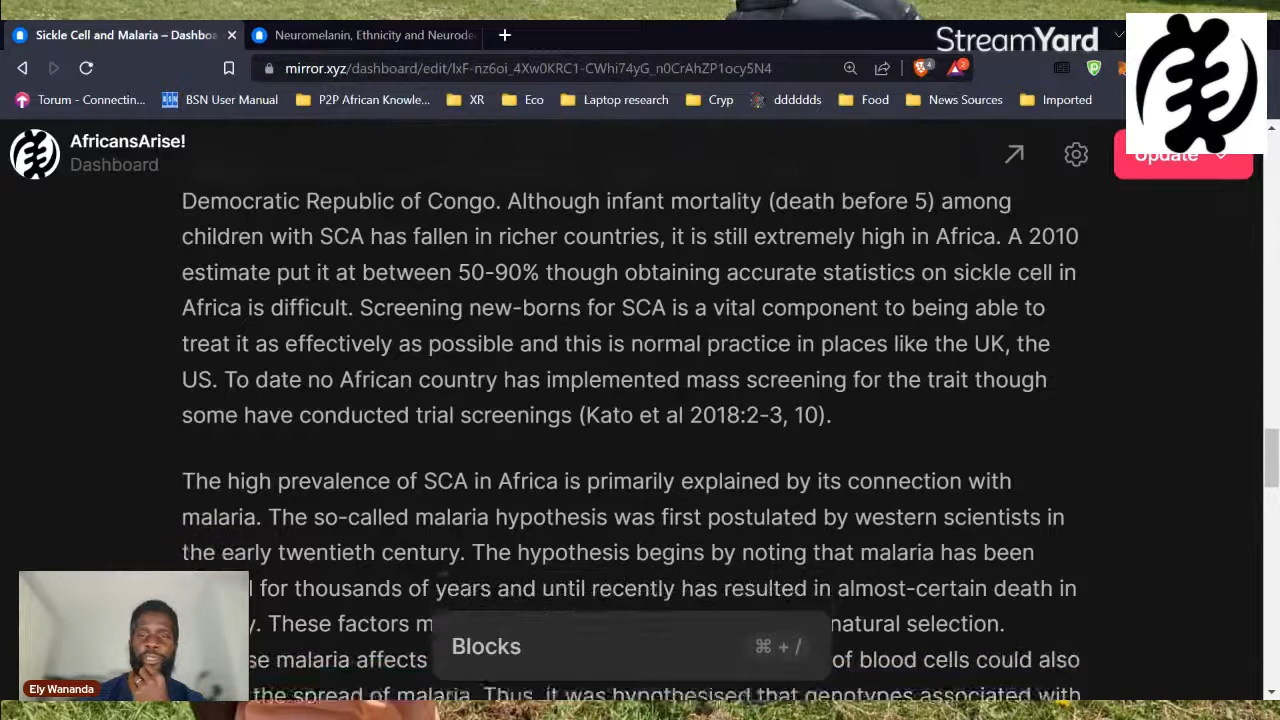 StreamYard
Sickle Cell and Malaria – Dashboa
Neuromelanin, Ethnicity and Neurode
mirror.xyz/dashboard/edit/IxF-nz6oi_4Xw0KRC1-CWhi74yG_n0CrAhZP1ocy5N4
4
2
Torum - Connectin...
BSN User Manual
P2P African Knowle...
XR
Eco
Laptop research
Cryp
dddddds
Food
News Sources
Imported
AfricansArise!
Dashboard
Update
Democratic Republic of Congo. Although infant mortality (death before 5) among
children with SCA has fallen in richer countries, it is still extremely high in Africa. A 2010
estimate put it at between 50-90% though obtaining accurate statistics on sickle cell in
Africa is difficult. Screening new-borns for SCA is a vital component to being able to
treat it as effectively as possible and this is normal practice in places like the UK, the
US. To date no African country has implemented mass screening for the trait though
some have conducted trial screenings (Kato et al 2018:2-3, 10).
The high prevalence of SCA in Africa is primarily explained by its connection with
malaria. The so-called malaria hypothesis was first postulated by western scientists in
the early twentieth century. The hypothesis begins by noting that malaria has been
for thousands of years and until recently has resulted in almost-certain death in
These factors m
natural selection.
se malaria affects
of blood cells could also
the spread of malaria. Thus, it was hypothesised that genotypes associated with
Blocks
⌘ + /
Ely Wananda